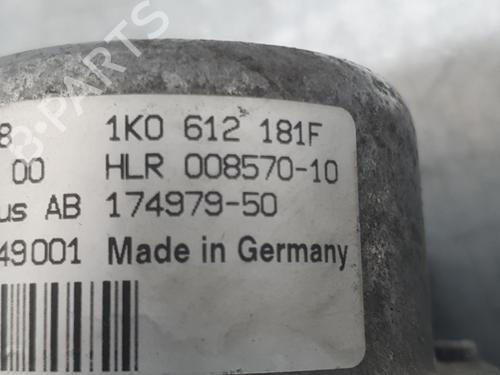 8 1K0 612 181F
00 HLR 008570-10
us AB 174979-50
49001 Made in Germany
B-PARTS